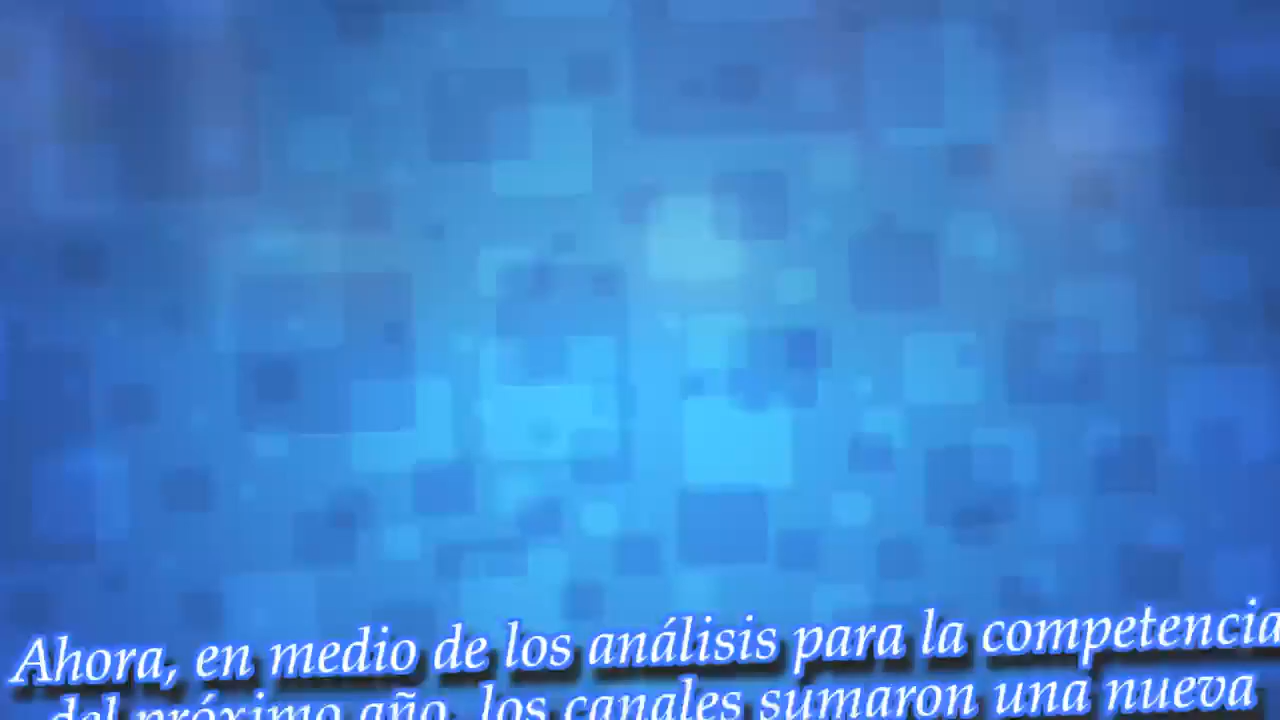 Ahora, en medio de los análisis para la competencia
del próximo año, los canales sumaron una nueva